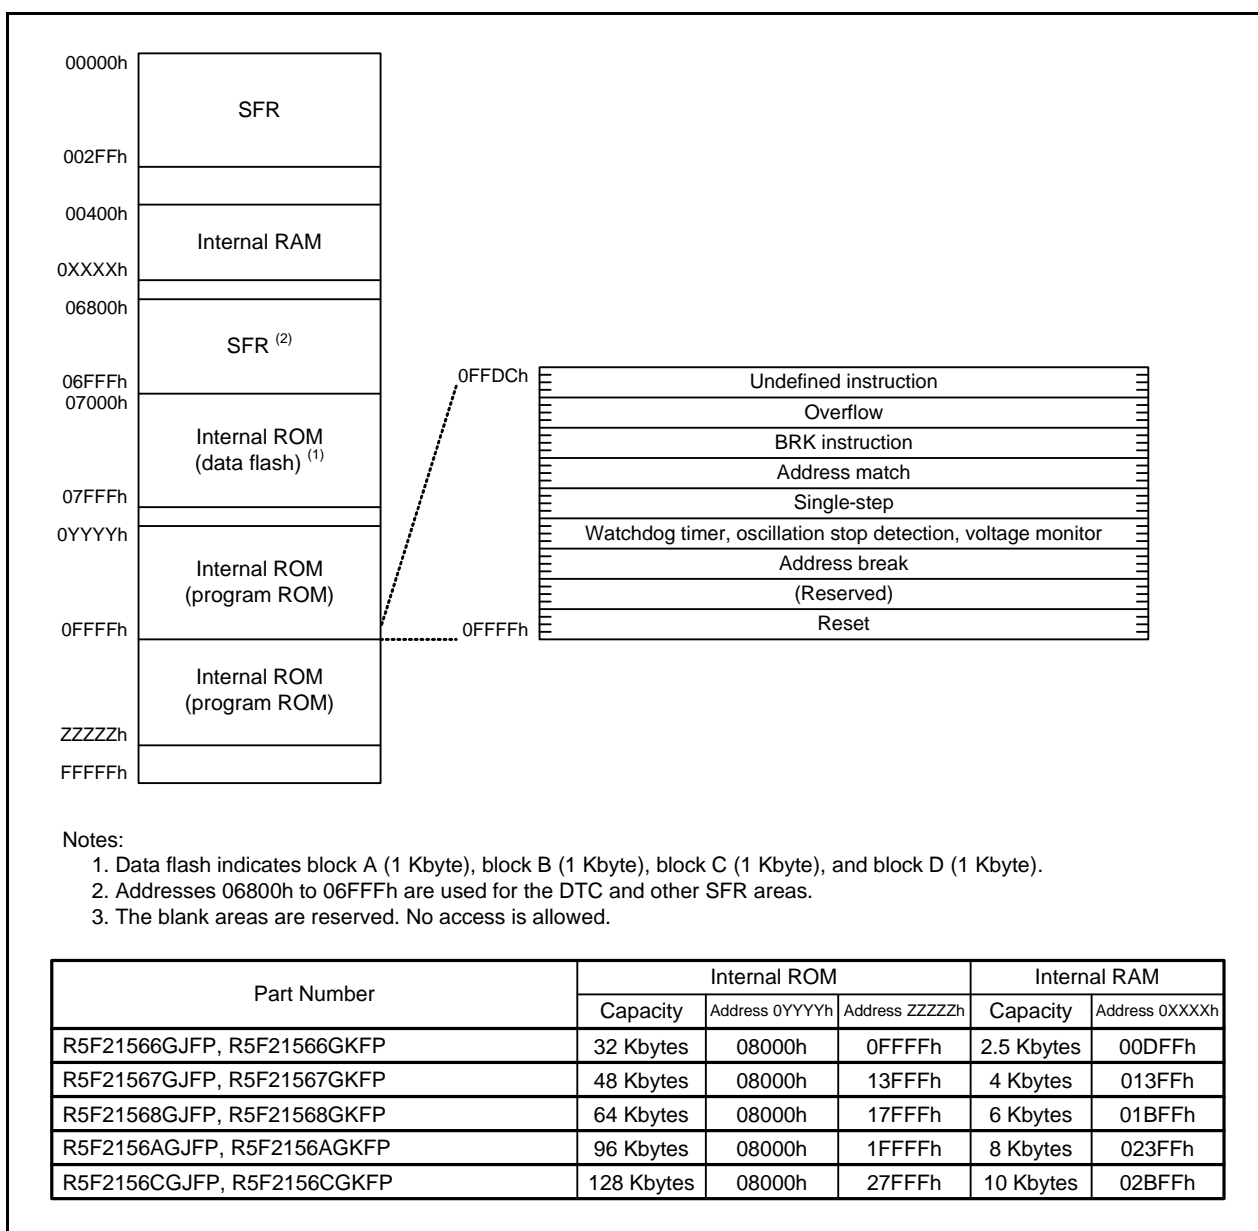 00000h
SFR
002FFh
00400h
Internal RAM
0XXXXh
06800h
SFR (2)
06FFFh
07000h
Internal ROM
(data flash) (1)
07FFFh
0YYYYh
Internal ROM
(program ROM)
0FFFFh
Internal ROM
(program ROM)
ZZZZZh
FFFFFh
0FFDCh
Undefined instruction
Overflow
BRK instruction
Address match
Single-step
Watchdog timer, oscillation stop detection, voltage monitor
Address break
(Reserved)
0FFFFh
Reset
Notes:
1. Data flash indicates block A (1 Kbyte), block B (1 Kbyte), block C (1 Kbyte), and block D (1 Kbyte).
2. Addresses 06800h to 06FFFh are used for the DTC and other SFR areas.
3. The blank areas are reserved. No access is allowed.
Part Number Internal ROM Internal RAM
Capacity Address 0YYYYh Address ZZZZZh Capacity Address 0XXXXh
R5F21566GJFP, R5F21566GKFP 32 Kbytes 08000h 0FFFFh 2.5 Kbytes 00DFFh
R5F21567GJFP, R5F21567GKFP 48 Kbytes 08000h 13FFFh 4 Kbytes 013FFh
R5F21568GJFP, R5F21568GKFP 64 Kbytes 08000h 17FFFh 6 Kbytes 01BFFh
R5F2156AGJFP, R5F2156AGKFP 96 Kbytes 08000h 1FFFFh 8 Kbytes 023FFh
R5F2156CGJFP, R5F2156CGKFP 128 Kbytes 08000h 27FFFh 10 Kbytes 02BFFh